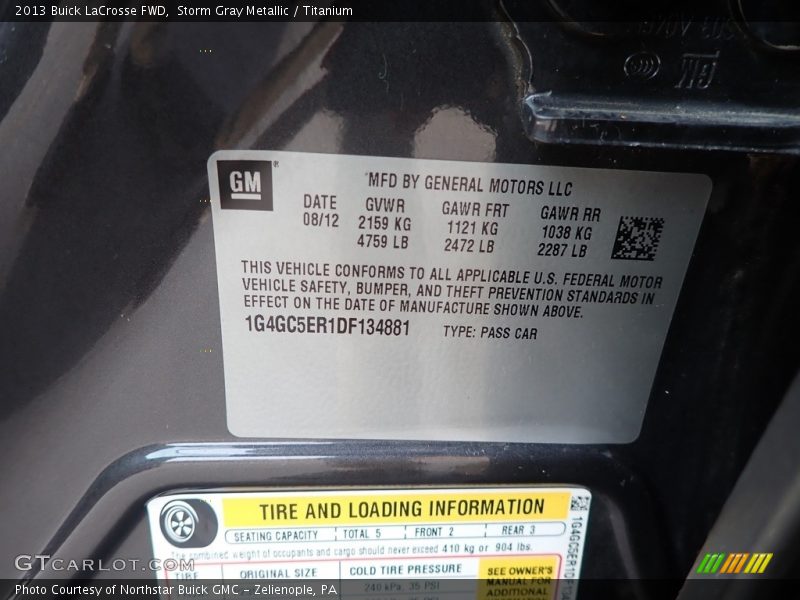 2013 Buick LaCrosse FWD, Storm Gray Metallic / Titanium
GM
MFD BY GENERAL MOTORS LLC
DATE GVWR GAWR FRT GAWR RR
08/12 2159 KG 1121 KG 1038 KG
4759 LB 2472 LB 2287 LB
THIS VEHICLE CONFORMS TO ALL APPLICABLE U.S. FEDERAL MOTOR
VEHICLE SAFETY, BUMPER, AND THEFT PREVENTION STANDARDS IN
EFFECT ON THE DATE OF MANUFACTURE SHOWN ABOVE.
1G4GC5ER1DF134881 TYPE: PASS CAR
TIRE AND LOADING INFORMATION
SEATING CAPACITY TOTAL 5 FRONT 2 REAR 3
The combined weight of occupants and cargo should never exceed 410 kg or 904 lbs.
TIRE ORIGINAL SIZE COLD TIRE PRESSURE SEE OWNER'S
240 kPa, 35 PSI MANUAL FOR
ADDITIONAL
1G4GC5ER1DF
GTCARLOT.COM
Photo Courtesy of Northstar Buick GMC - Zelienople, PA